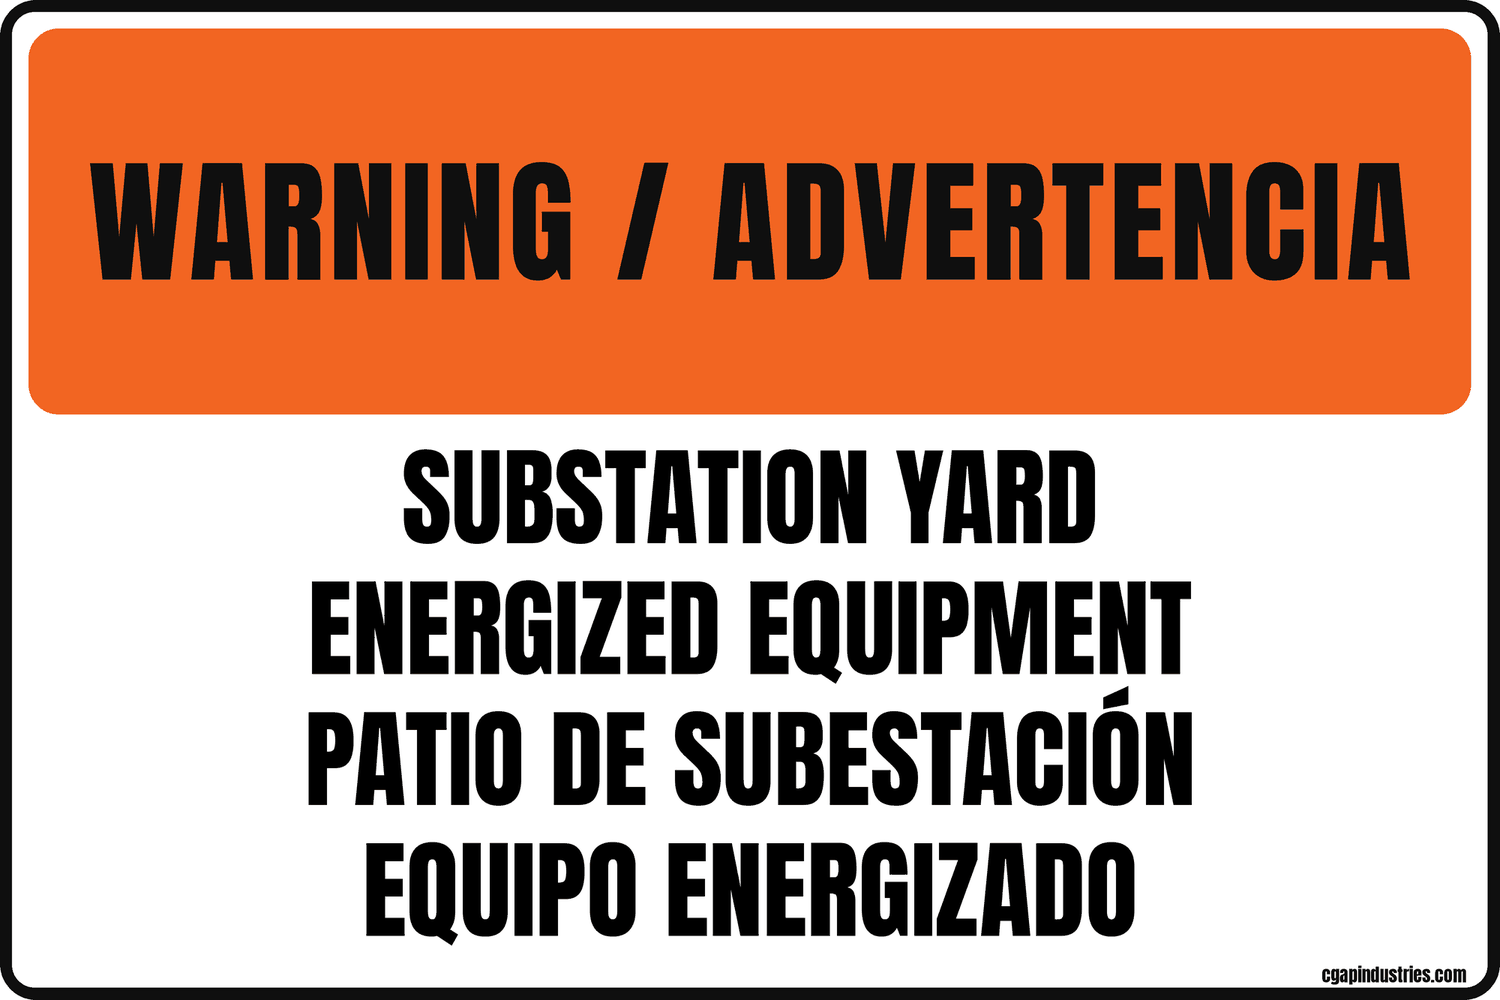 WARNING / ADVERTENCIA
SUBSTATION YARD
ENERGIZED EQUIPMENT
PATIO DE SUBESTACIÓN
EQUIPO ENERGIZADO
cgapindustries.com